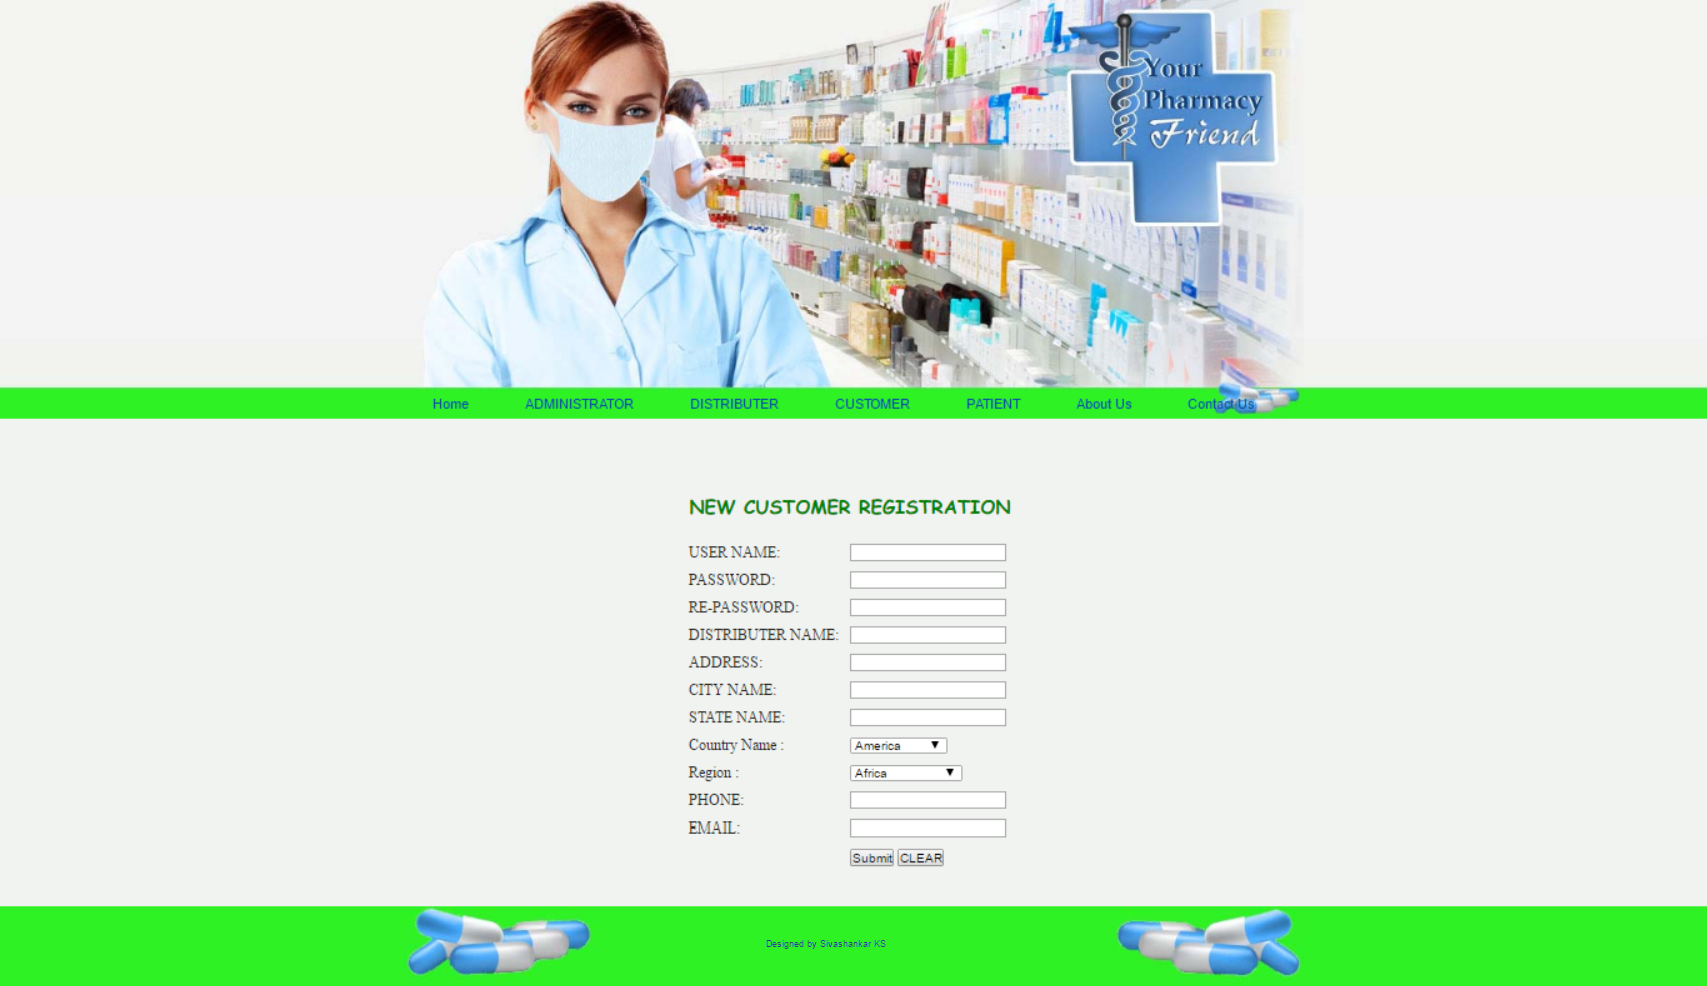 Your
Pharmacy
Friend
Home ADMINISTRATOR DISTRIBUTER CUSTOMER PATIENT About Us Contact Us
NEW CUSTOMER REGISTRATION
USER NAME:
PASSWORD:
RE-PASSWORD:
DISTRIBUTER NAME:
ADDRESS:
CITY NAME:
STATE NAME:
Country Name : America
Region : Africa
PHONE:
EMAIL:
Submit CLEAR
Designed by Sivashankar KS